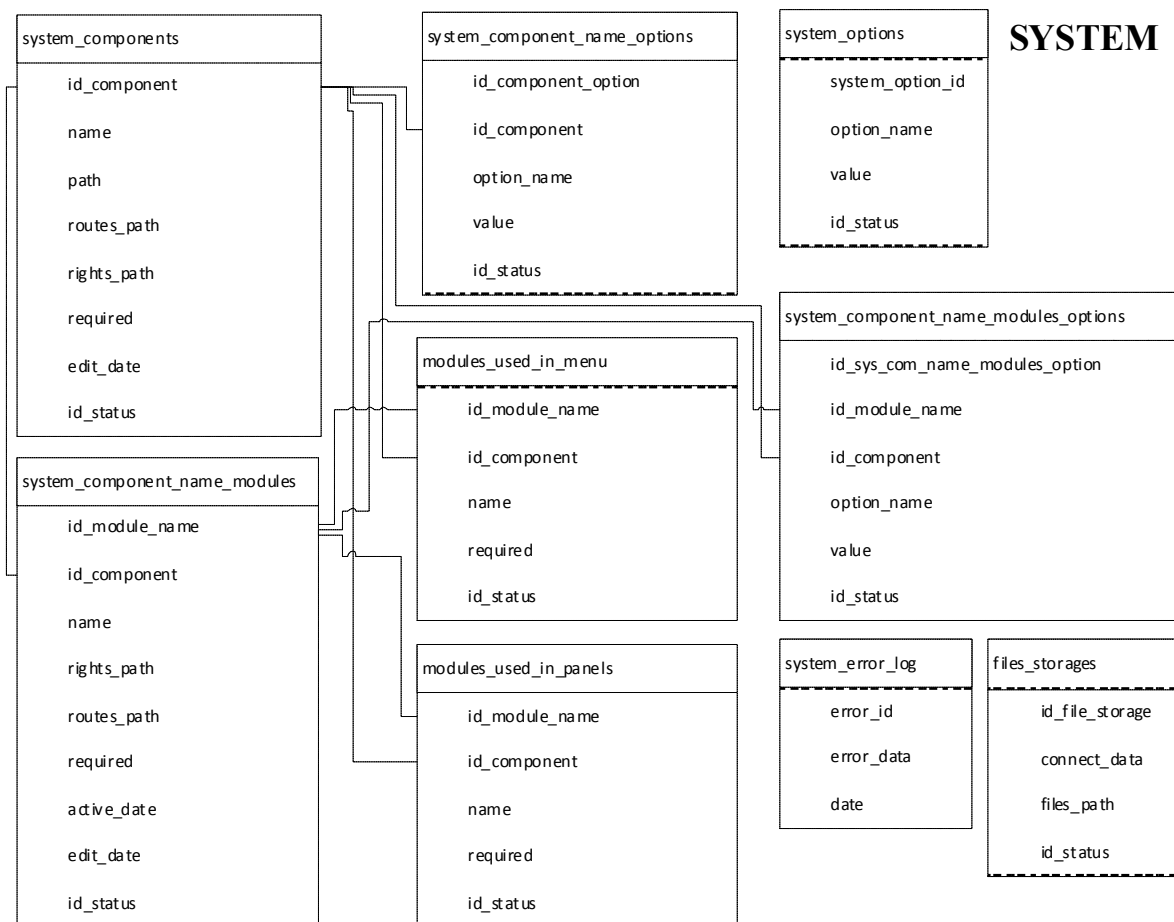 SYSTEM
system_components
id_component
name
path
routes_path
rights_path
required
edit_date
id_status
system_component_name_options
id_component_option
id_component
option_name
value
id_status
system_options
system_option_id
option_name
value
id_status
system_component_name_modules
id_module_name
id_component
name
rights_path
routes_path
required
active_date
edit_date
id_status
modules_used_in_menu
id_module_name
id_component
name
required
id_status
system_component_name_modules_options
id_sys_com_name_modules_option
id_module_name
id_component
option_name
value
id_status
modules_used_in_panels
id_module_name
id_component
name
required
id_status
system_error_log
error_id
error_data
date
files_storages
id_file_storage
connect_data
files_path
id_status